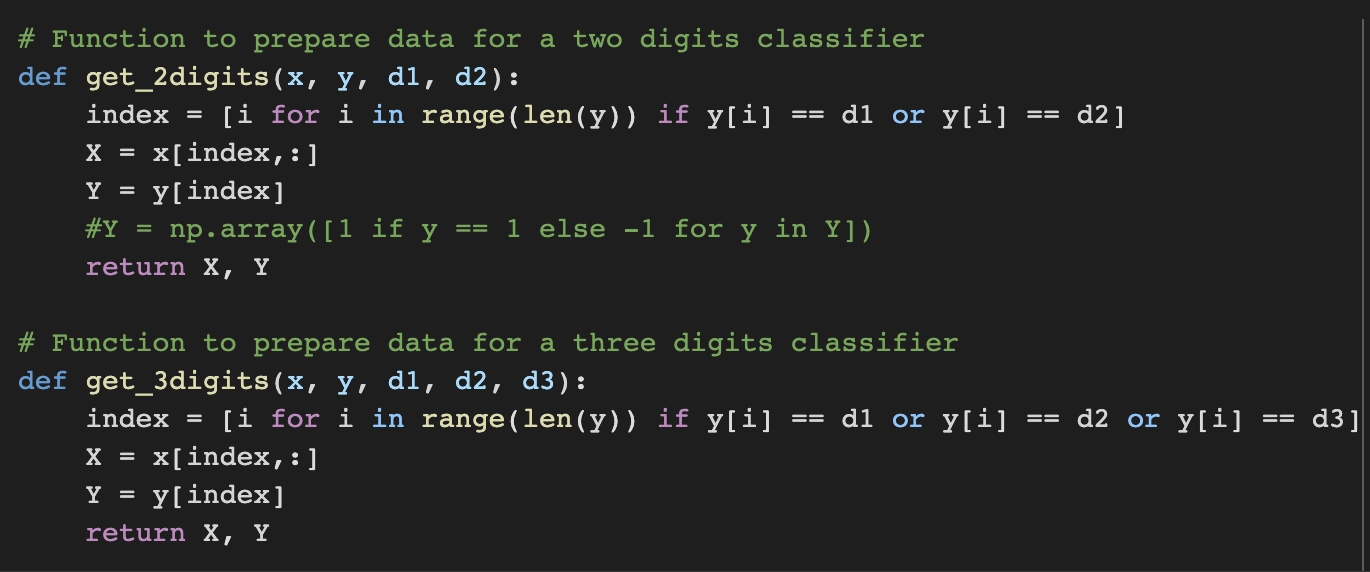 # Function to prepare data for a two digits classifier
def get_2digits(x, y, d1, d2):
    index = [i for i in range(len(y)) if y[i] == d1 or y[i] == d2]
    X = x[index,:]
    Y = y[index]
    #Y = np.array([1 if y == 1 else -1 for y in Y])
    return X, Y

# Function to prepare data for a three digits classifier
def get_3digits(x, y, d1, d2, d3):
    index = [i for i in range(len(y)) if y[i] == d1 or y[i] == d2 or y[i] == d3]
    X = x[index,:]
    Y = y[index]
    return X, Y